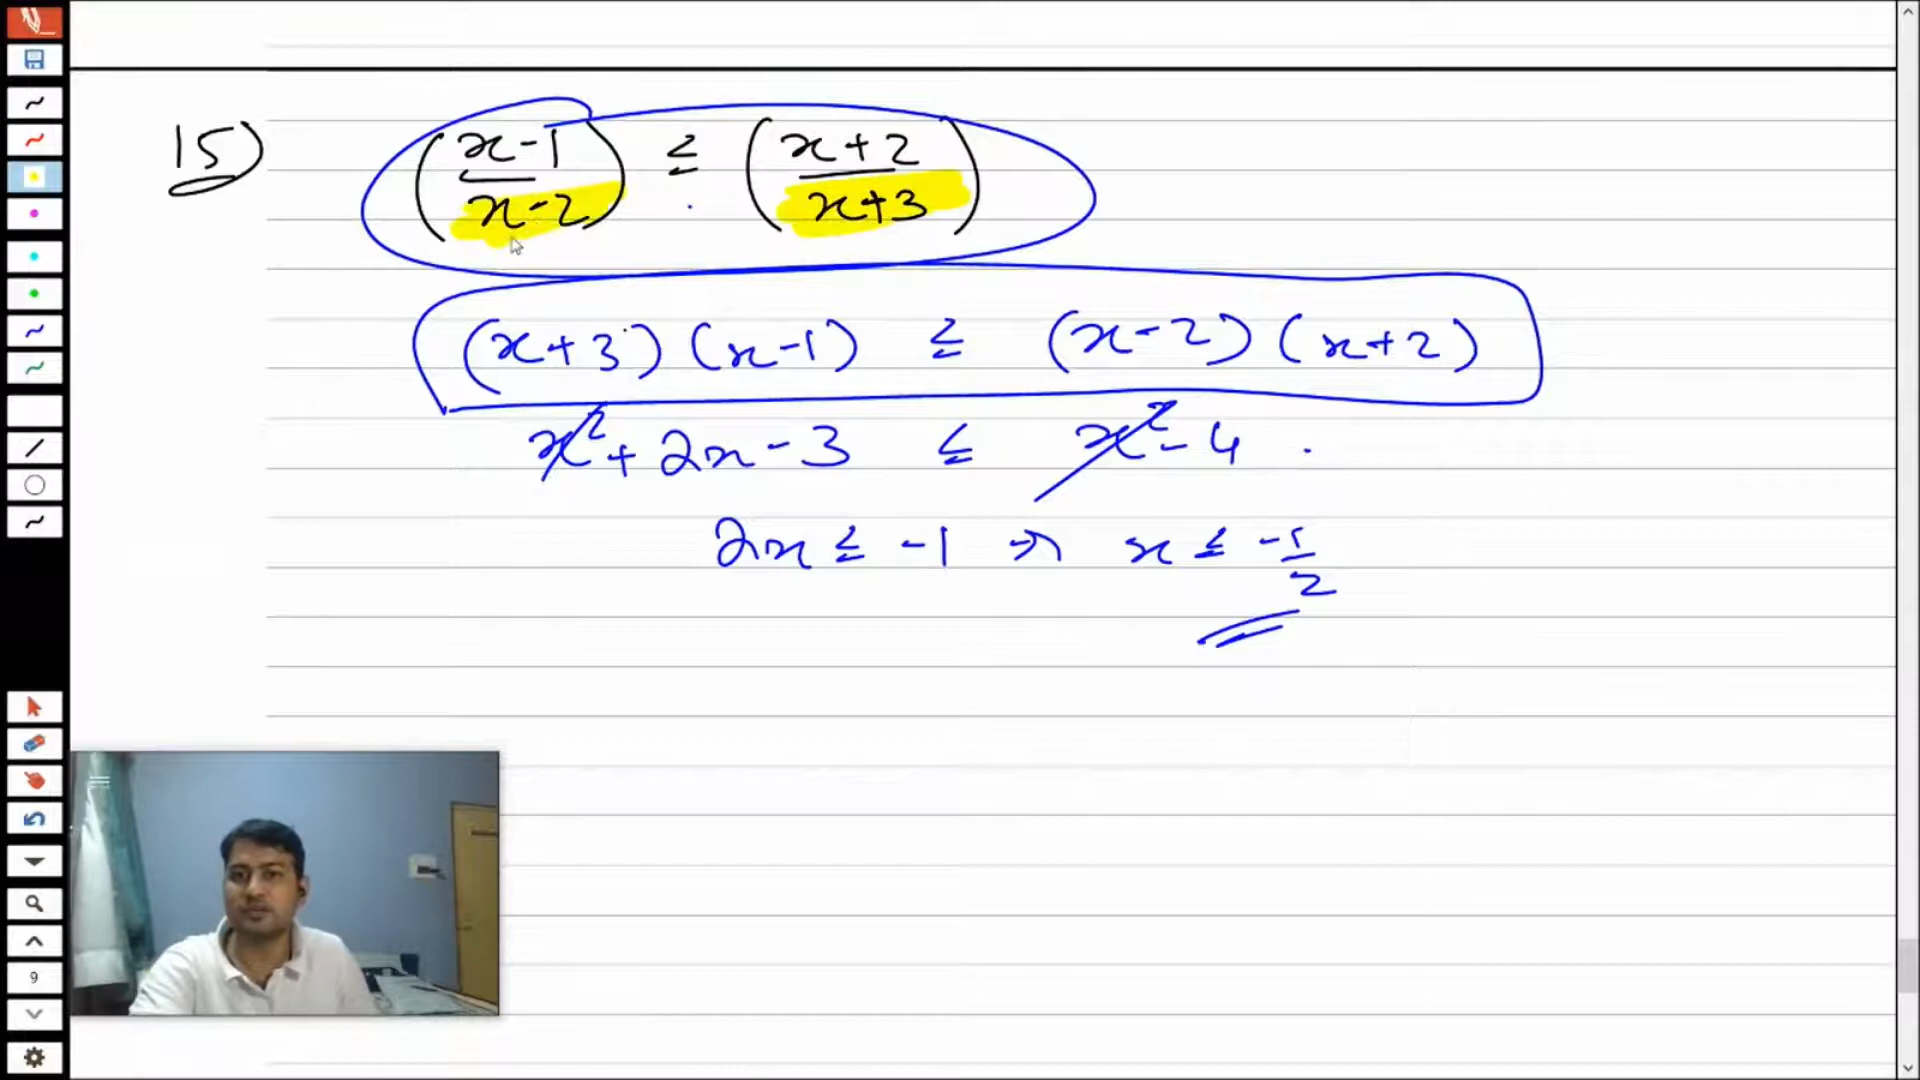 15) (x-1/x-2) ≤ (x+2/x+3)
(x+3)(x-1) ≤ (x-2)(x+2)
x²+2x-3 ≤ x²-4
2x ≤ -1 → x ≤ -1/2
9